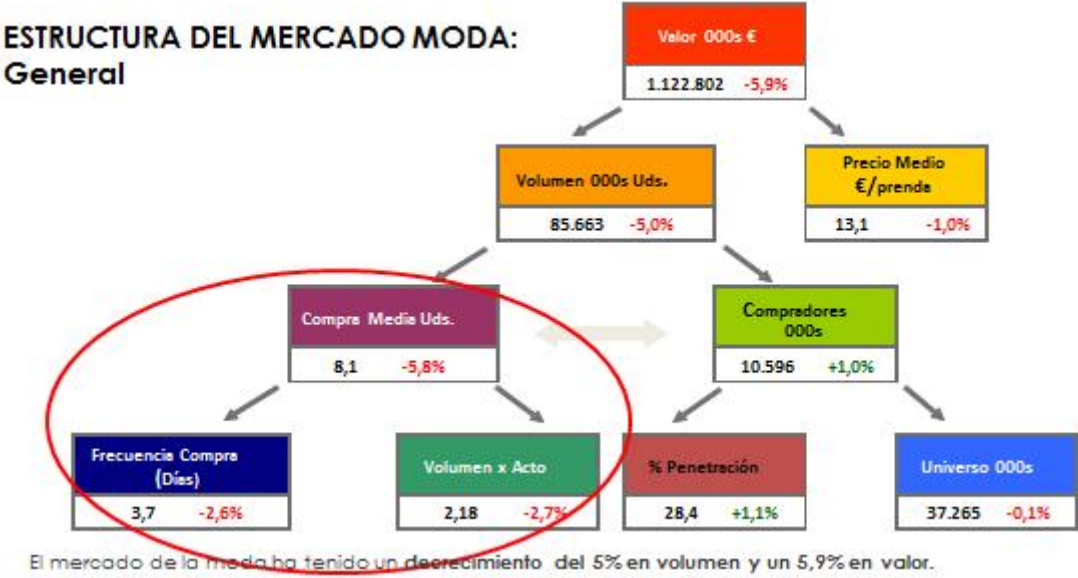 ESTRUCTURA DEL MERCADO MODA:
General
Valor 000s €
1.122.802 -5,9%
Volumen 000s Uds.
85.663 -5,0%
Precio Medio
€/prenda
13,1 -1,0%
Compra Media Uds.
8,1 -5,8%
Compradores
000s
10.596 +1,0%
Frecuencia Compra
(Días)
3,7 -2,6%
Volumen x Acto
2,18 -2,7%
% Penetración
28,4 +1,1%
Universo 000s
37.265 -0,1%
El mercado de la moda ha tenido un decrecimiento del 5% en volumen y un 5,9% en valor.